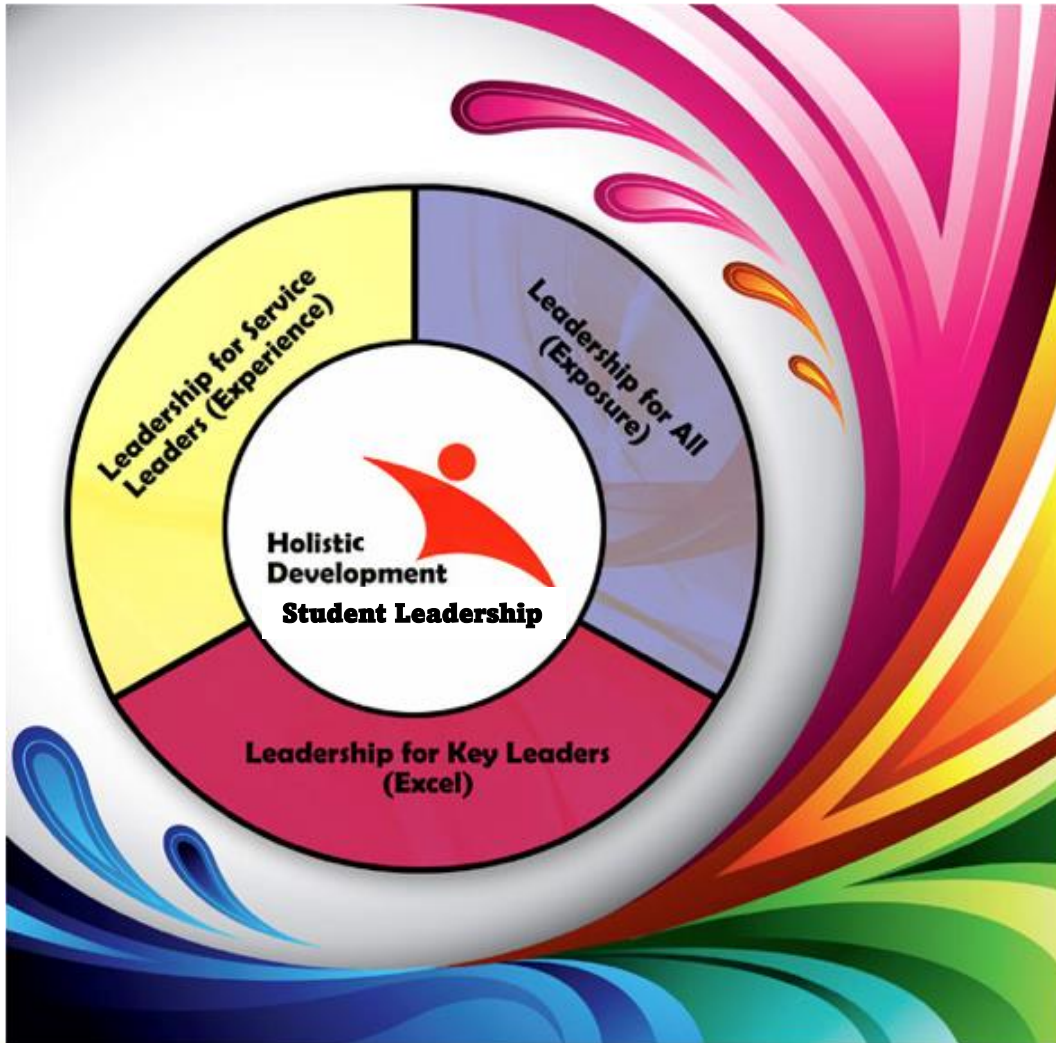 Leadership for Service
Leaders (Experience)
Leadership for All
(Exposure)
Holistic
Development
Student Leadership
Leadership for Key Leaders
(Excel)